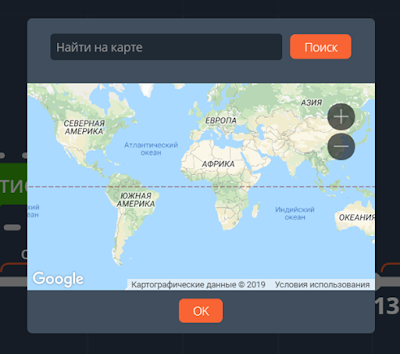 Найти на карте
Поиск
СЕВЕРНАЯ
АМЕРИКА
ЕВРОПА
АЗИЯ
Атлантический
океан
АФРИКА
ЮЖНАЯ
АМЕРИКА
Индийский
океан
ОКЕАНИЯ
Google
Картографические данные © 2019
Условия использования
OK
13